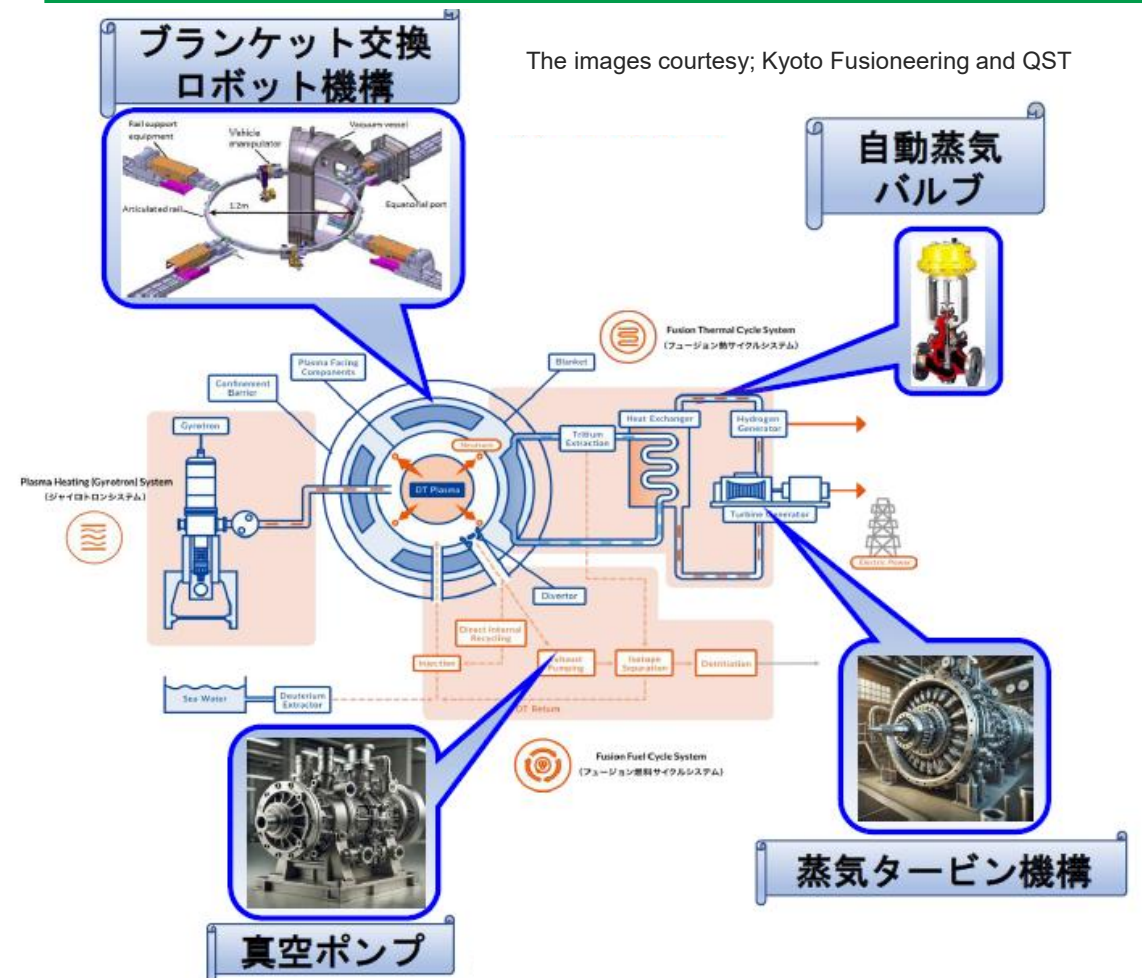 ブランケット交換
ロボット機構
The images courtesy; Kyoto Fusioneering and QST
自動蒸気
バルブ
Rail support
equipment
Vehicle
manipulator
Vacuum vessel
Articulated rail
12m
Equatorial port
Fusion Thermal Cycle System
(フュージョン熱サイクルシステム)
Plasma Facing
Components
Blanket
Confinement
Barrier
Gyrotron
Neutrons
Tritium
Extraction
Heat Exchanger
Hydrogen
Generator
Plasma Heating (Gyrotron) System
(ジャイロトロンシステム)
DT Plasma
Turbine Generator
Electric Power
Divertor
Direct Internal
Recycling
Injection
Exhaust
Pumping
Isotope
Separation
Detritiation
Sea Water
Deuterium
Extractor
DT Return
Fusion Fuel Cycle System
(フュージョン燃料サイクルシステム)
蒸気タービン機構
真空ポンプ